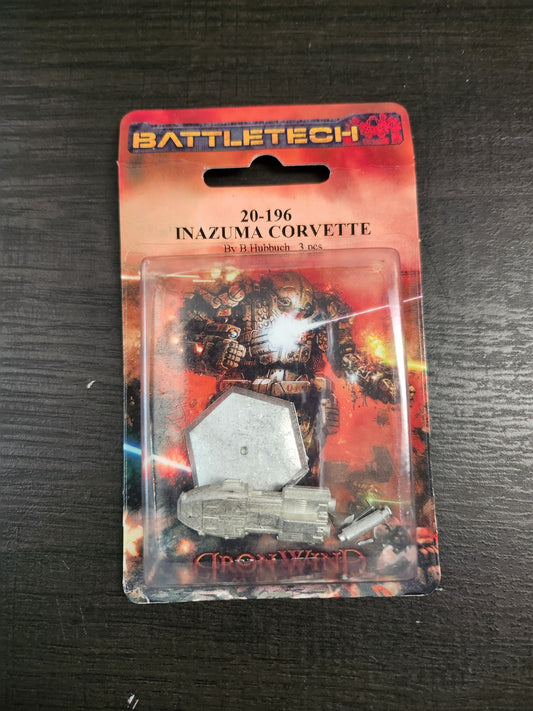 BATTLETECH
20-196
INAZUMA CORVETTE
By B.Hubbuch 3 pcs
IRONWIND